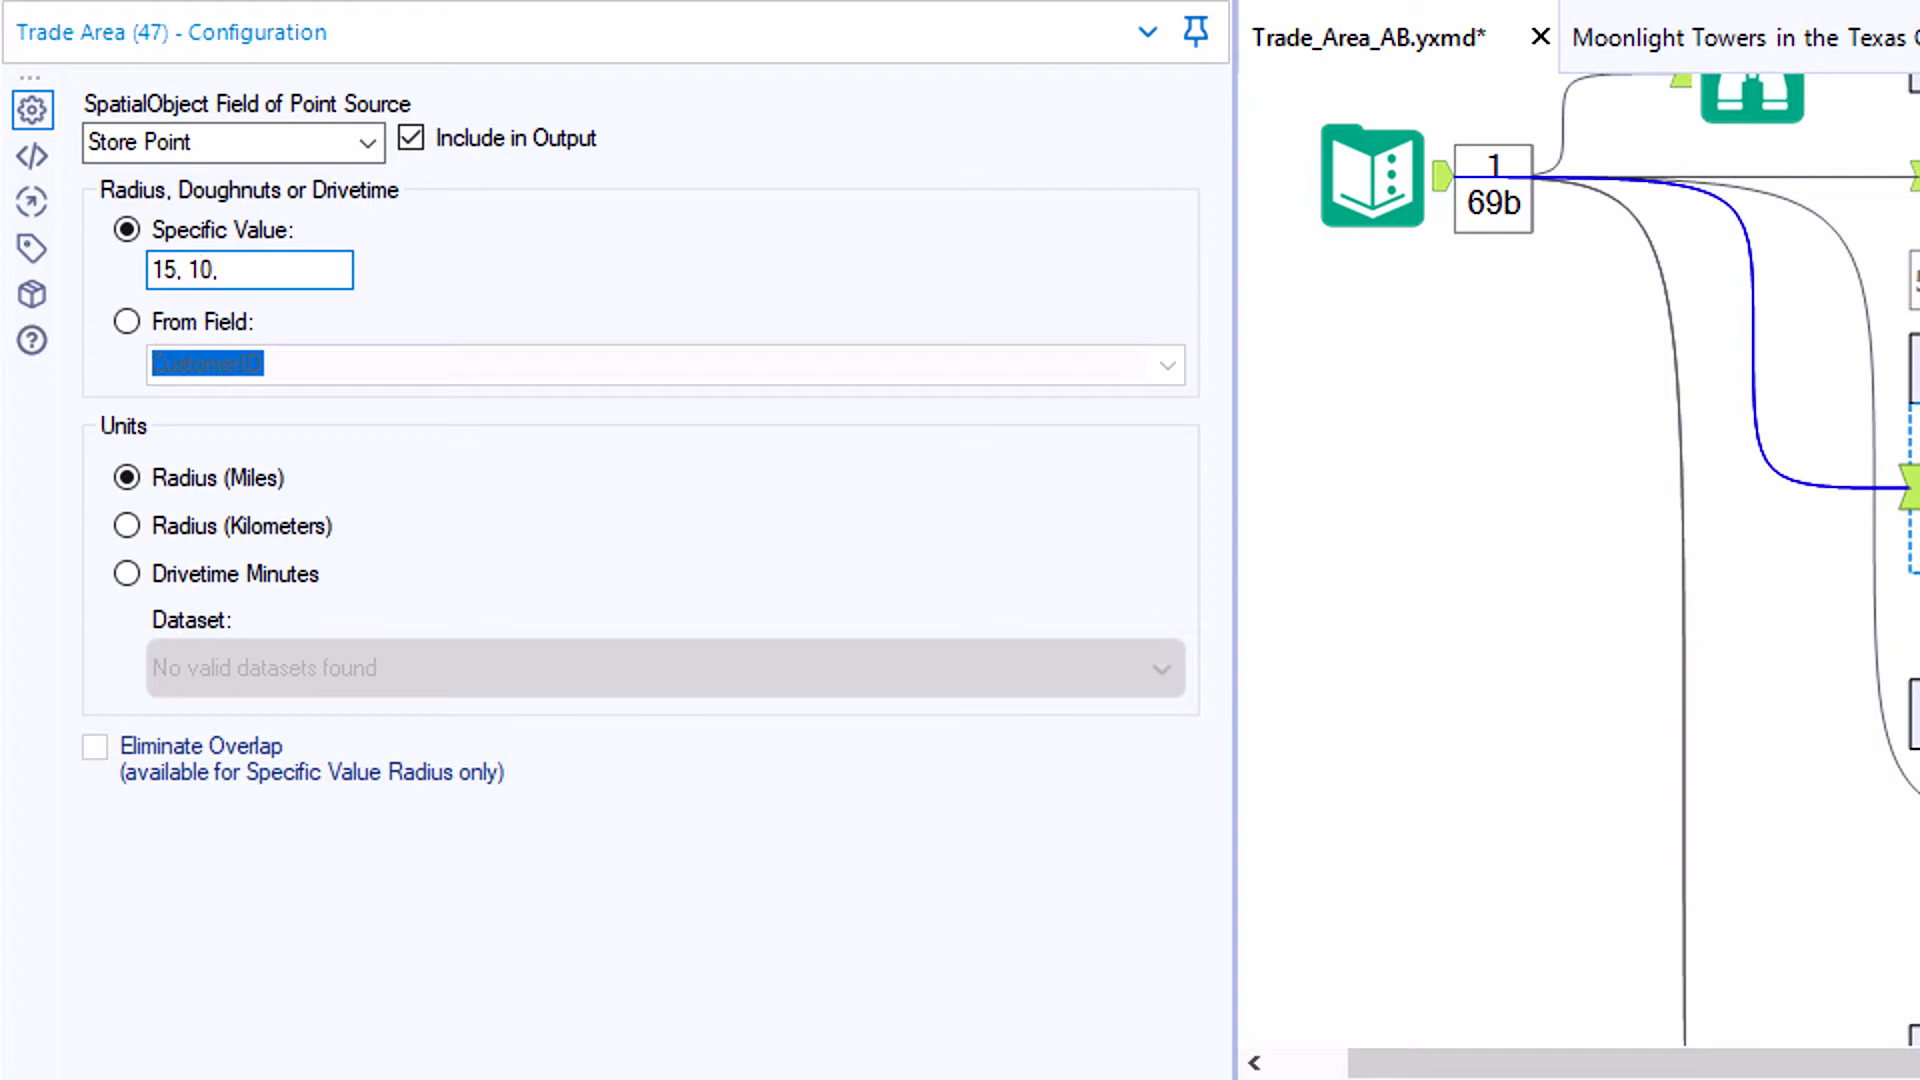 Trade Area (47) - Configuration
SpatialObject Field of Point Source
Store Point
Include in Output
Radius, Doughnuts or Drivetime
Specific Value:
15, 10,
From Field:
CustomerID
Units
Radius (Miles)
Radius (Kilometers)
Drivetime Minutes
Dataset:
No valid datasets found
Eliminate Overlap
(available for Specific Value Radius only)
Trade_Area_AB.yxmd*
Moonlight Towers in the Texas
1
69b